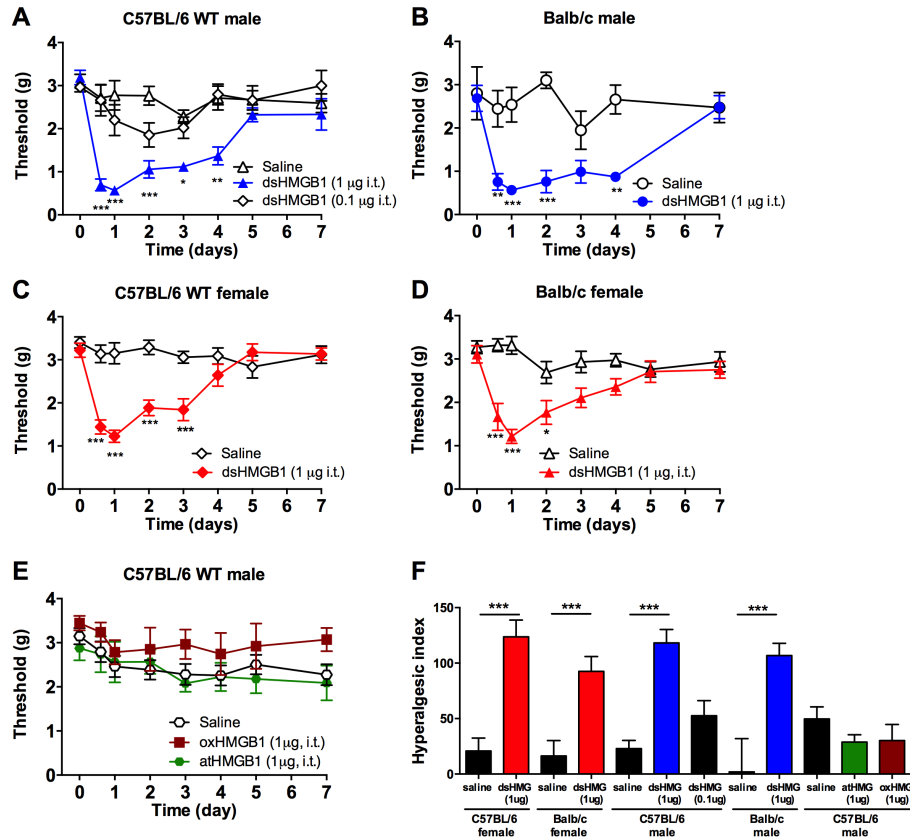 A
C57BL/6 WT male
Threshold (g)
4
3
2
1
0
***
***
***
*
**
Saline
dsHMGB1 (1 μg i.t.)
dsHMGB1 (0.1 μg i.t.)
0 1 2 3 4 5 6 7
Time (days)
B
Balb/c male
Threshold (g)
4
3
2
1
0
**
***
***
**
Saline
dsHMGB1 (1 μg i.t.)
0 1 2 3 4 5 6 7
Time (days)
C
C57BL/6 WT female
Threshold (g)
4
3
2
1
0
***
***
***
***
Saline
dsHMGB1 (1 μg i.t.)
0 1 2 3 4 5 6 7
Time (days)
D
Balb/c female
Threshold (g)
4
3
2
1
0
***
***
*
Saline
dsHMGB1 (1 μg, i.t.)
0 1 2 3 4 5 6 7
Time (days)
E
C57BL/6 WT male
Threshold (g)
4
3
2
1
0
Saline
oxHMGB1 (1μg, i.t.)
atHMGB1 (1μg, i.t.)
0 1 2 3 4 5 6 7
Time (day)
F
Hyperalgesic index
150
100
50
0
*** *** *** ***
saline dsHMG saline dsHMG saline dsHMG dsHMG saline dsHMG saline atHMG oxHMG
(1ug) (1ug) (1ug) (0.1ug) (1ug) (1ug) (1ug)
C57BL/6 Balb/c C57BL/6 Balb/c C57BL/6
female female male male male